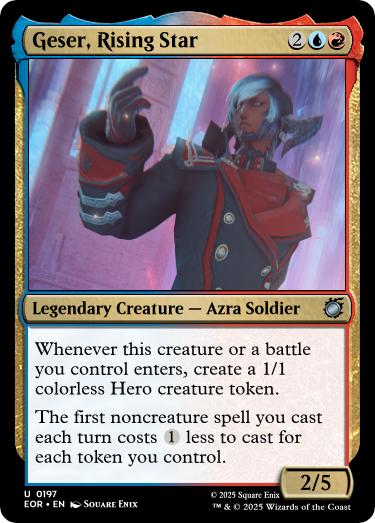 Geser, Rising Star 2
Legendary Creature — Azra Soldier
Whenever this creature or a battle
you control enters, create a 1/1
colorless Hero creature token.
The first noncreature spell you cast
each turn costs 1 less to cast for
each token you control.
2/5
U 0197
EOR • EN SQUARE ENIX
© 2025 Square Enix
™ & © 2025 Wizards of the Coast